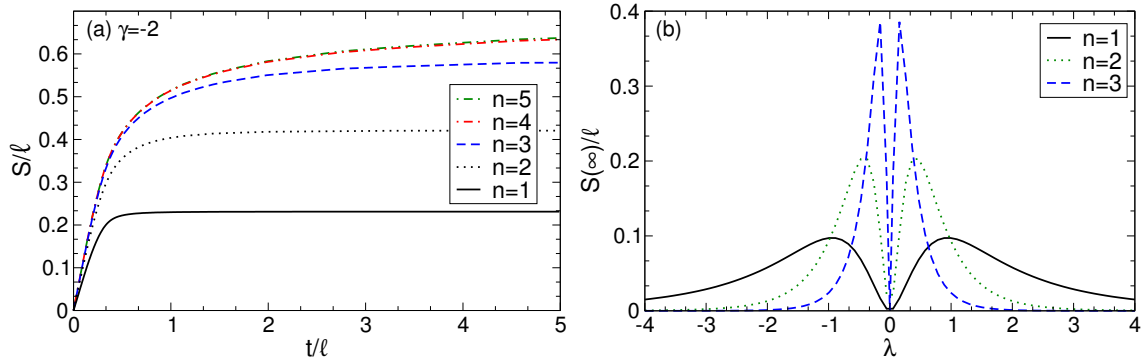 (a) γ=-2
S/ℓ
0.6
0.5
0.4
0.3
0.2
0.1
0
n=5
n=4
n=3
n=2
n=1
0 1 2 3 4 5
t/ℓ
(b)
S(∞)/ℓ
0.4
0.3
0.2
0.1
0
n=1
n=2
n=3
-4 -3 -2 -1 0 1 2 3 4
λ